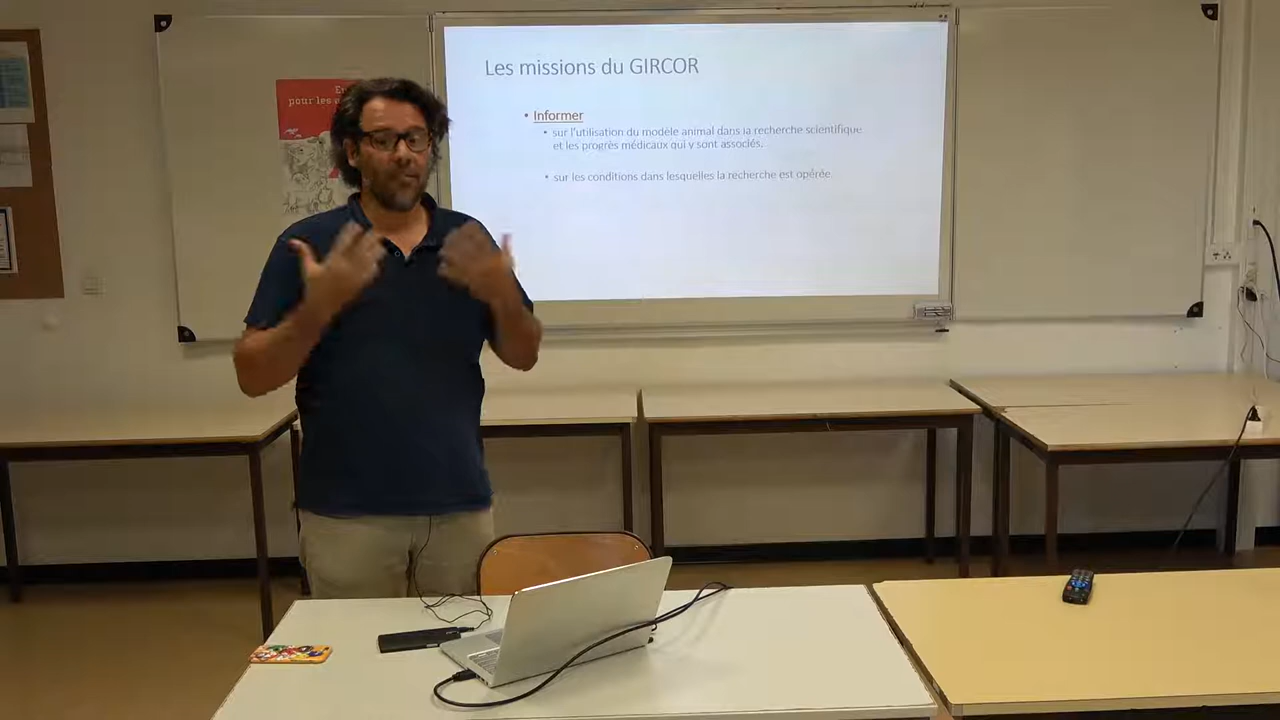 Les missions du GIRCOR
En
pour les a
• Informer
• sur l'utilisation du modèle animal dans la recherche scientifique
et les progrès médicaux qui y sont associés.
• sur les conditions dans lesquelles la recherche est opérée.